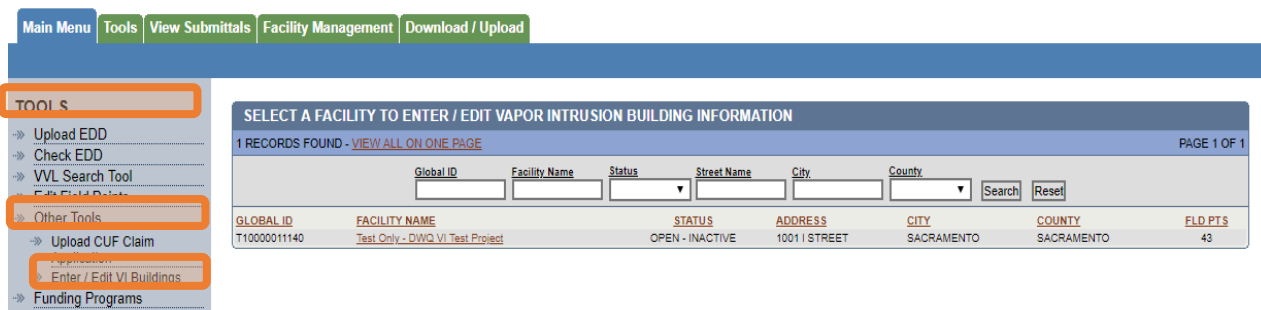 Main Menu Tools View Submittals Facility Management Download / Upload
TOOLS
Upload EDD
Check EDD
VVL Search Tool
Edit Field Points
Other Tools
Upload CUF Claim
Application
Enter / Edit VI Buildings
Funding Programs
SELECT A FACILITY TO ENTER / EDIT VAPOR INTRUSION BUILDING INFORMATION
1 RECORDS FOUND - VIEW ALL ON ONE PAGE PAGE 1 OF 1
Global ID Facility Name Status Street Name City County
Search Reset
GLOBAL ID FACILITY NAME STATUS ADDRESS CITY COUNTY FLD PTS
T10000011140 Test Only - DWQ VI Test Project OPEN - INACTIVE 1001 I STREET SACRAMENTO SACRAMENTO 43